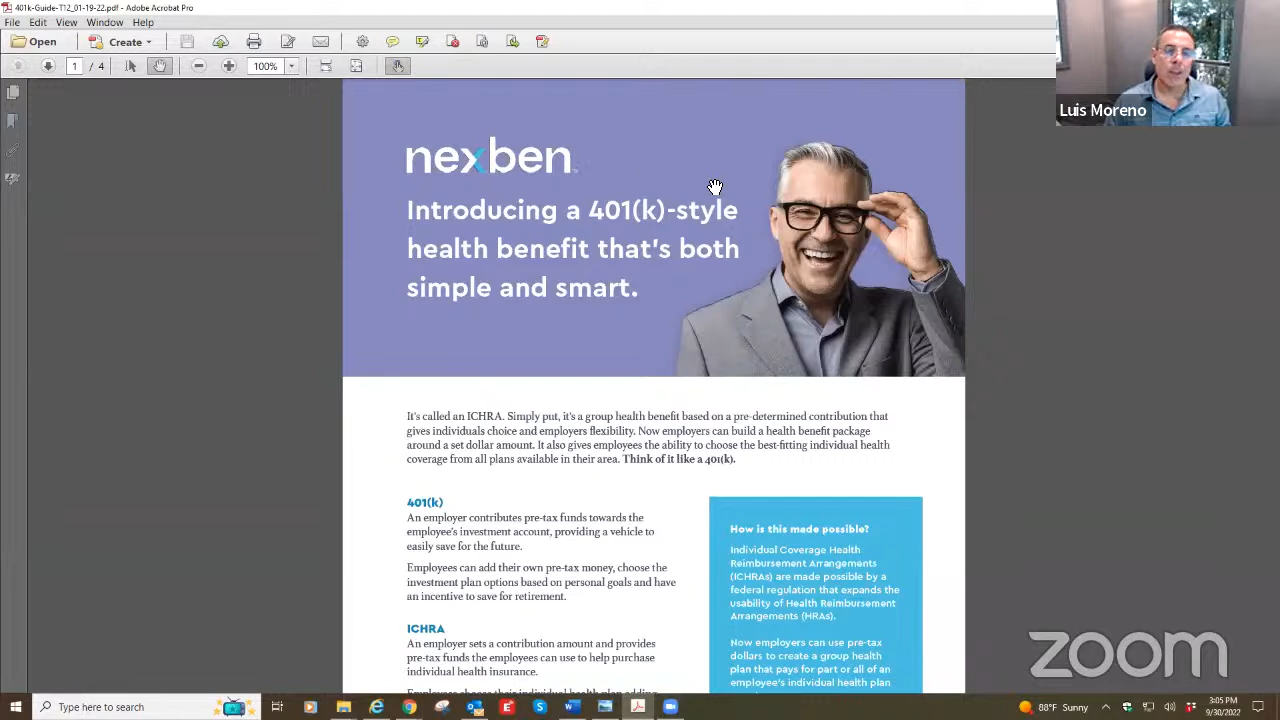 401k-Guide-T12_01-19-22.pdf - Adobe Acrobat Pro
File Edit View Window Help
Open Create
1 / 4 100%
Luis Moreno
nexben
Introducing a 401(k)-style
health benefit that's both
simple and smart.
It's called an ICHRA. Simply put, it's a group health benefit based on a pre-determined contribution that
gives individuals choice and employers flexibility. Now employers can build a health benefit package
around a set dollar amount. It also gives employees the ability to choose the best-fitting individual health
coverage from all plans available in their area. Think of it like a 401(k).
401(k)
An employer contributes pre-tax funds towards the
employee's investment account, providing a vehicle to
easily save for the future.
Employees can add their own pre-tax money, choose the
investment plan options based on personal goals and have
an incentive to save for retirement.
ICHRA
An employer sets a contribution amount and provides
pre-tax funds the employees can use to help purchase
individual health insurance.
Employees choose their individual health plan adding
How is this made possible?
Individual Coverage Health
Reimbursement Arrangements
(ICHRAs) are made possible by a
federal regulation that expands the
usability of Health Reimbursement
Arrangements (HRAs).
Now employers can use pre-tax
dollars to create a group health
plan that pays for part or all of an
employee's individual health plan
zoom
Type here to search
88°F Sunny
3:05 PM
9/30/2022